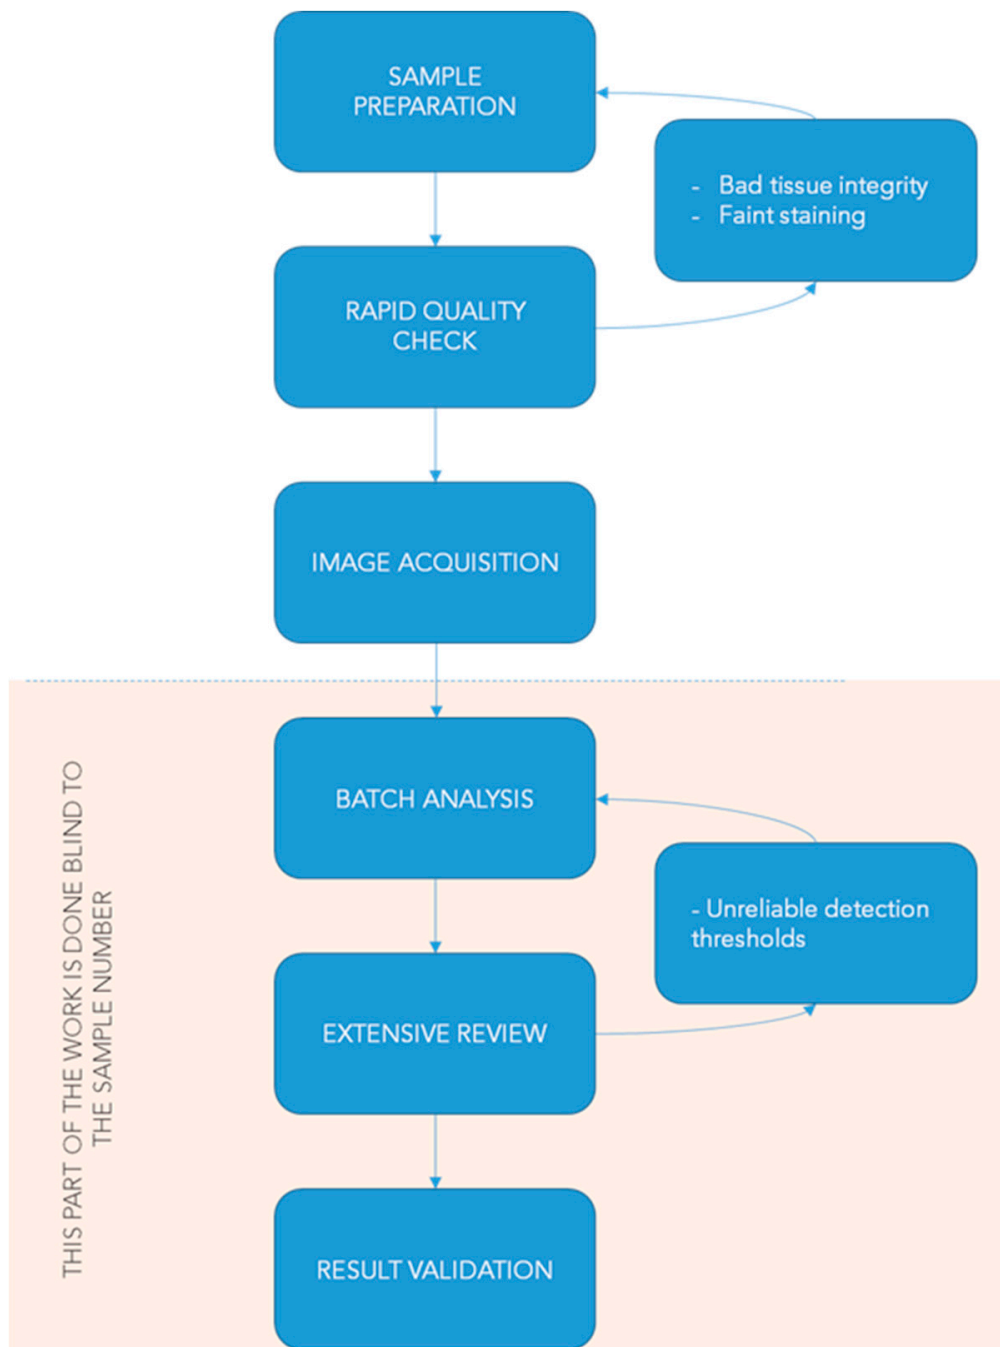 SAMPLE
PREPARATION
- Bad tissue integrity
- Faint staining
RAPID QUALITY
CHECK
IMAGE ACQUISITION
BATCH ANALYSIS
- Unreliable detection
thresholds
EXTENSIVE REVIEW
RESULT VALIDATION
THIS PART OF THE WORK IS DONE BLIND TO
THE SAMPLE NUMBER